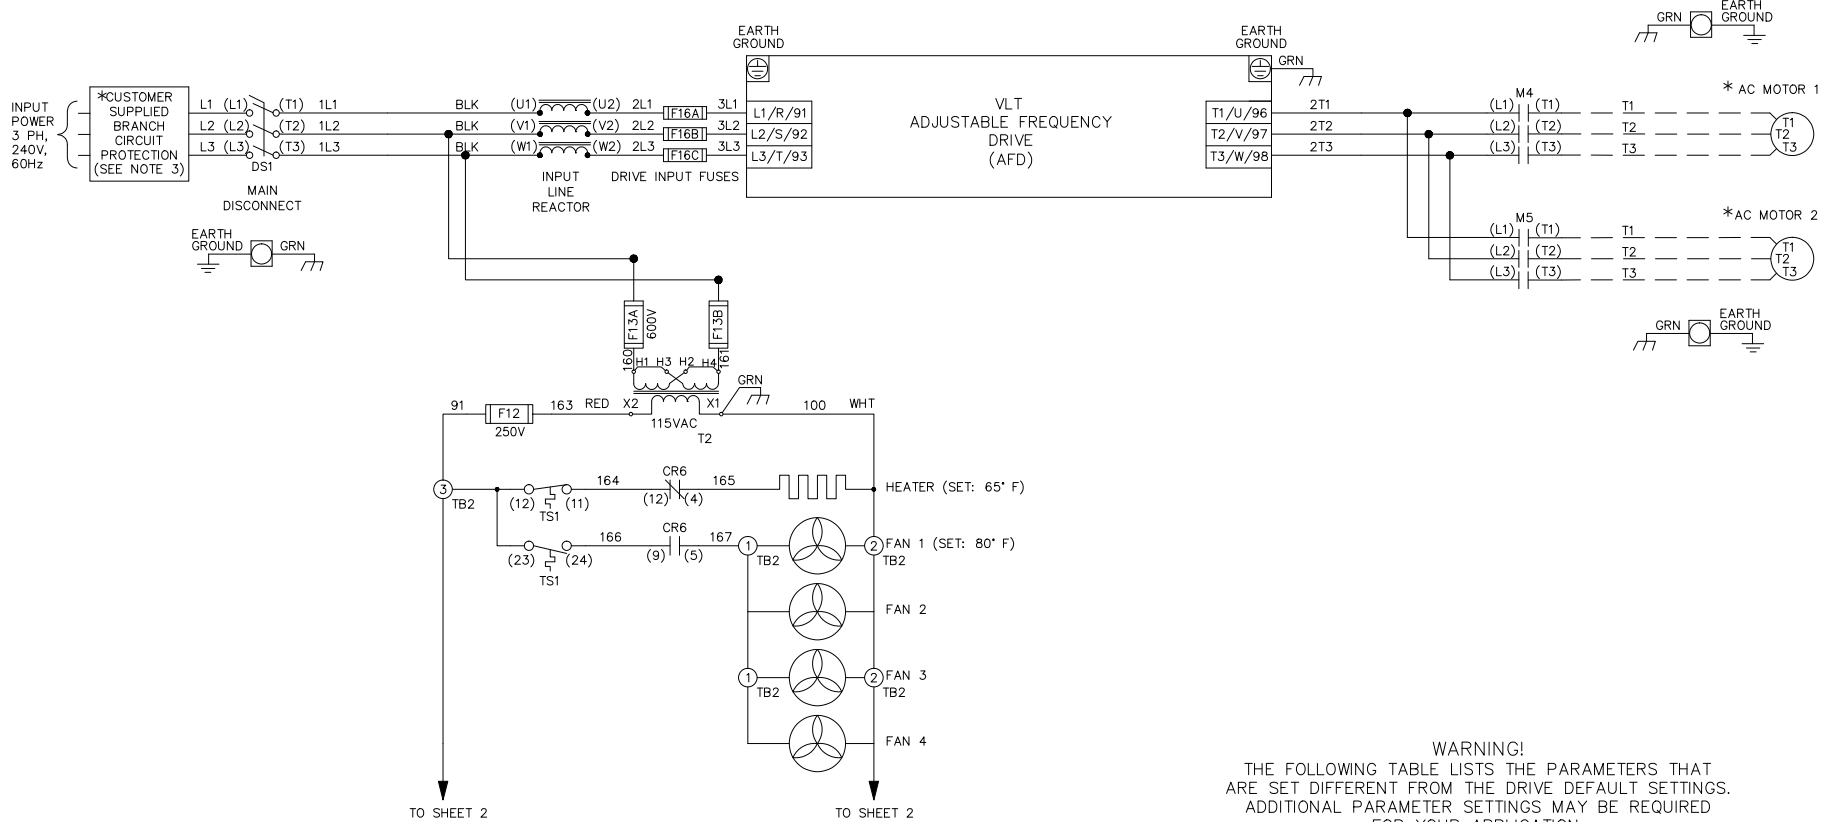 EARTH
GROUND
GRN
EARTH
GROUND
EARTH
GROUND
GRN
INPUT
POWER
3 PH,
240V,
60Hz
*CUSTOMER
SUPPLIED
BRANCH
CIRCUIT
PROTECTION
(SEE NOTE 3)
L1 (L1) (T1) 1L1 BLK (U1) (U2) 2L1 F16A 3L1 L1/R/91
L2 (L2) (T2) 1L2 BLK (V1) (V2) 2L2 F16B 3L2 L2/S/92
L3 (L3) (T3) 1L3 BLK (W1) (W2) 2L3 F16C 3L3 L3/T/93
DS1
MAIN
DISCONNECT
INPUT
LINE
REACTOR
DRIVE INPUT FUSES
VLT
ADJUSTABLE FREQUENCY
DRIVE
(AFD)
T1/U/96 2T1
T2/V/97 2T2
T3/W/98 2T3
M4
(L1) (T1) T1
(L2) (T2) T2
(L3) (T3) T3
* AC MOTOR 1
T1
T2
T3
M5
(L1) (T1) T1
(L2) (T2) T2
(L3) (T3) T3
*AC MOTOR 2
T1
T2
T3
EARTH
GROUND
GRN
GRN
EARTH
GROUND
GRN
EARTH
GROUND
F13A
600V
F13B
160
161
H1 H3 H2 H4
GRN
91 F12 163 RED X2 X1 100 WHT
250V
115VAC
T2
3
TB2
(12) (11)
TS1
164
CR6
(12) (4)
165
HEATER (SET: 65° F)
(23) (24)
TS1
166
CR6
(9) (5)
167
1
TB2
2
TB2
FAN 1 (SET: 80° F)
FAN 2
1
TB2
2
TB2
FAN 3
FAN 4
TO SHEET 2
TO SHEET 2
WARNING!
THE FOLLOWING TABLE LISTS THE PARAMETERS THAT
ARE SET DIFFERENT FROM THE DRIVE DEFAULT SETTINGS.
ADDITIONAL PARAMETER SETTINGS MAY BE REQUIRED
FOR YOUR APPLICATION